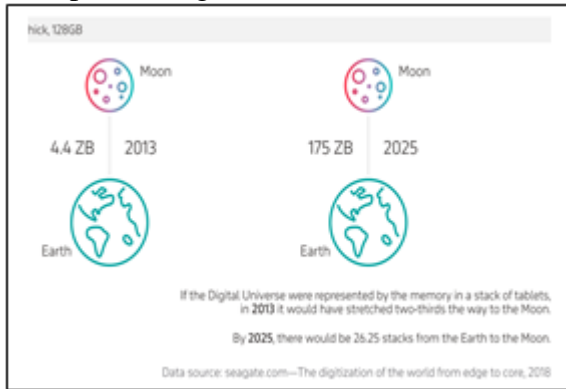 hick, 128GB
Moon
Moon
4.4 ZB 2013
175 ZB 2025
Earth
Earth
If the Digital Universe were represented by the memory in a stack of tablets,
in 2013 it would have stretched two-thirds the way to the Moon.
By 2025, there would be 26.25 stacks from the Earth to the Moon.
Data source: seagate.com—The digitization of the world from edge to core, 2018